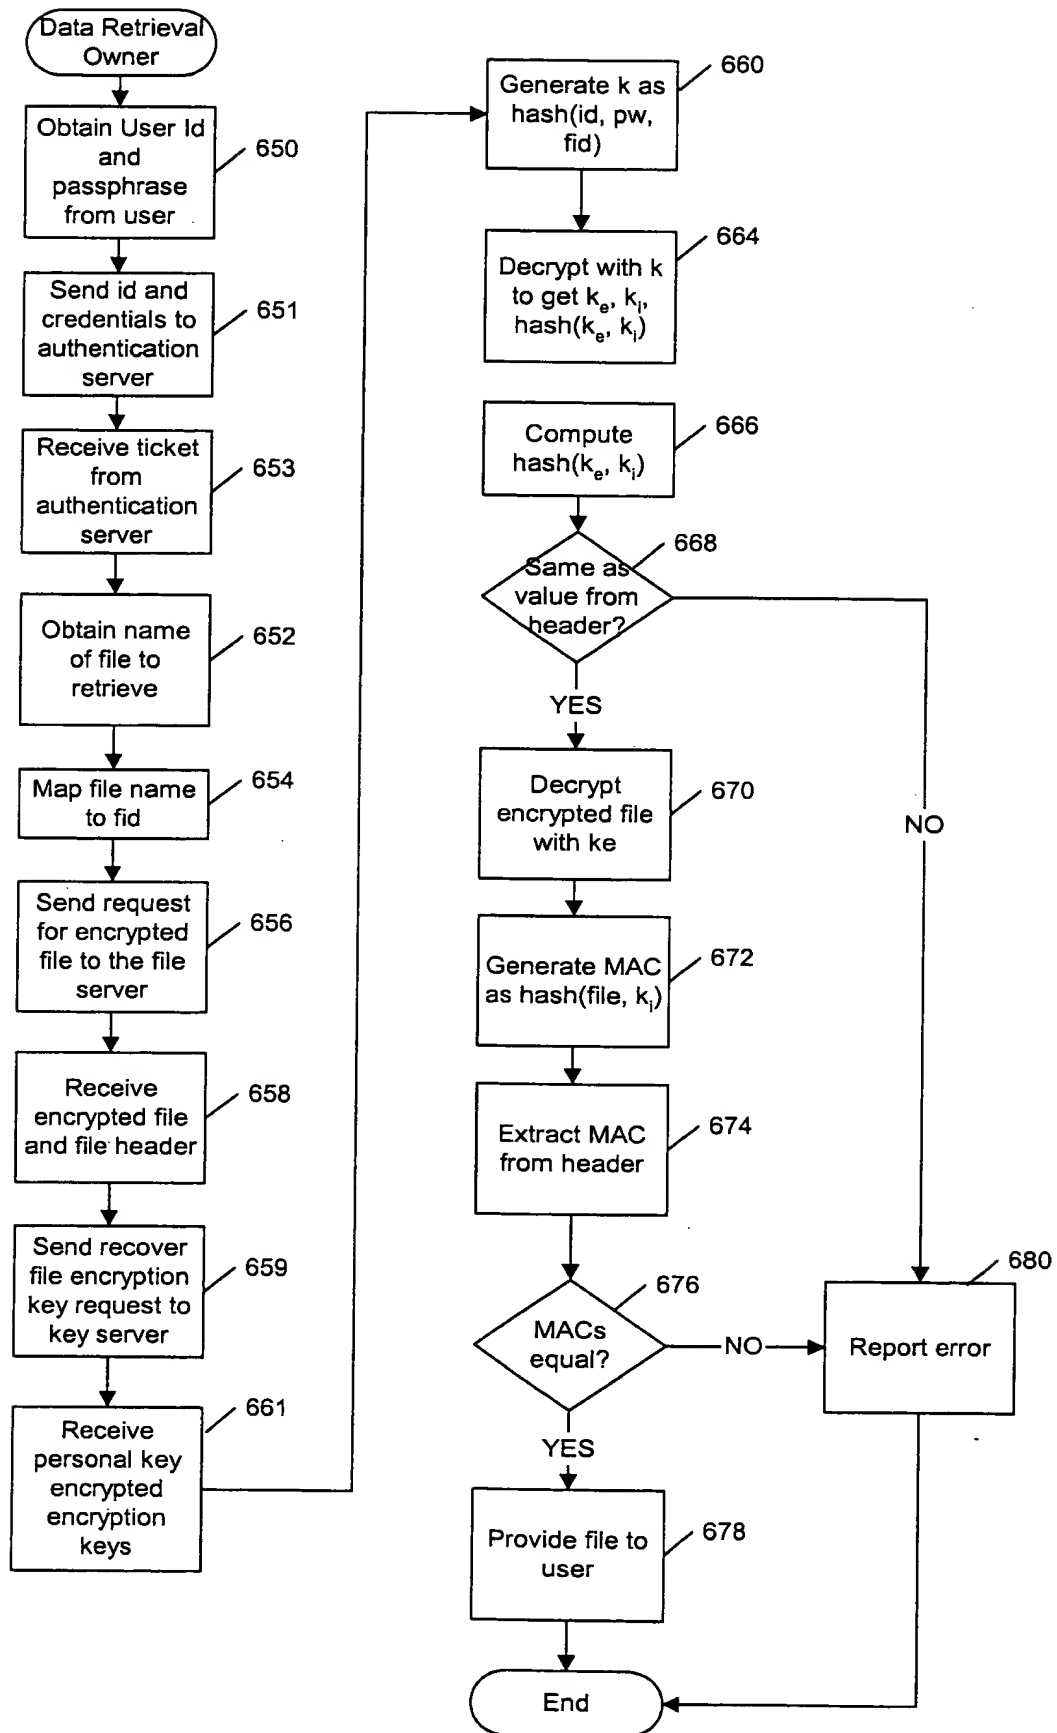 Data Retrieval
Owner
Obtain User Id
and
passphrase
from user
650
Send id and
credentials to
authentication
server
651
Receive ticket
from
authentication
server
653
Obtain name
of file to
retrieve
652
Map file name
to fid
654
Send request
for encrypted
file to the file
server
656
Receive
encrypted file
and file header
658
Send recover
file encryption
key request to
key server
659
Receive
personal key
encrypted
encryption
keys
661
Generate k as
hash(id, pw,
fid)
660
Decrypt with k
to get ke, ki,
hash(ke, ki)
664
Compute
hash(ke, ki)
666
Same as
value from
header?
668
YES
NO
Decrypt
encrypted file
with ke
670
Generate MAC
as hash(file, ki)
672
Extract MAC
from header
674
MACs
equal?
676
NO
YES
Report error
680
Provide file to
user
678
End